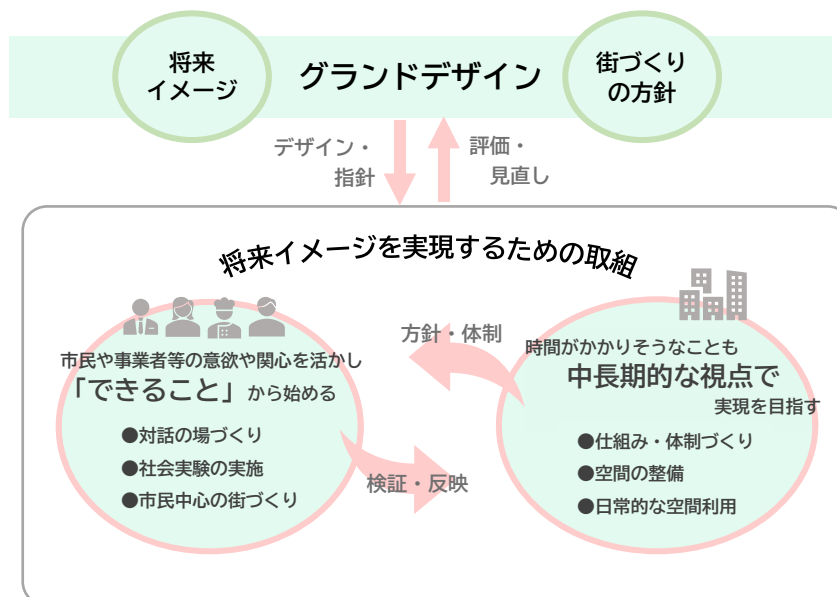 将来
イメージ
グランドデザイン
街づくり
の方針
デザイン・
指針
評価・
見直し
将来イメージを実現するための取組
市民や事業者等の意欲や関心を活かし
「できること」から始める
●対話の場づくり
●社会実験の実施
●市民中心の街づくり
方針・体制
検証・反映
時間がかかりそうなことも
中長期的な視点で
実現を目指す
●仕組み・体制づくり
●空間の整備
●日常的な空間利用